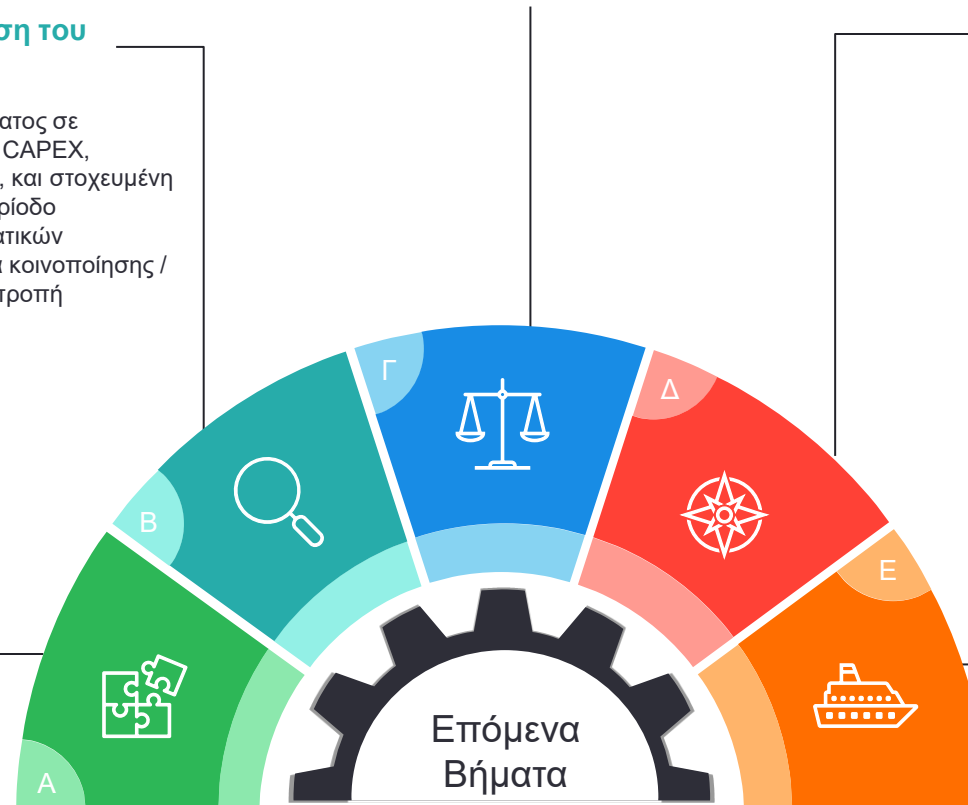 ση του
ατος σε
CAPEX,
, και στοχευμένη
ρίοδο
ατικών
κοινοποίησης /
τροπή
Γ
Δ
Β
Ε
Α
Επόμενα
Βήματα